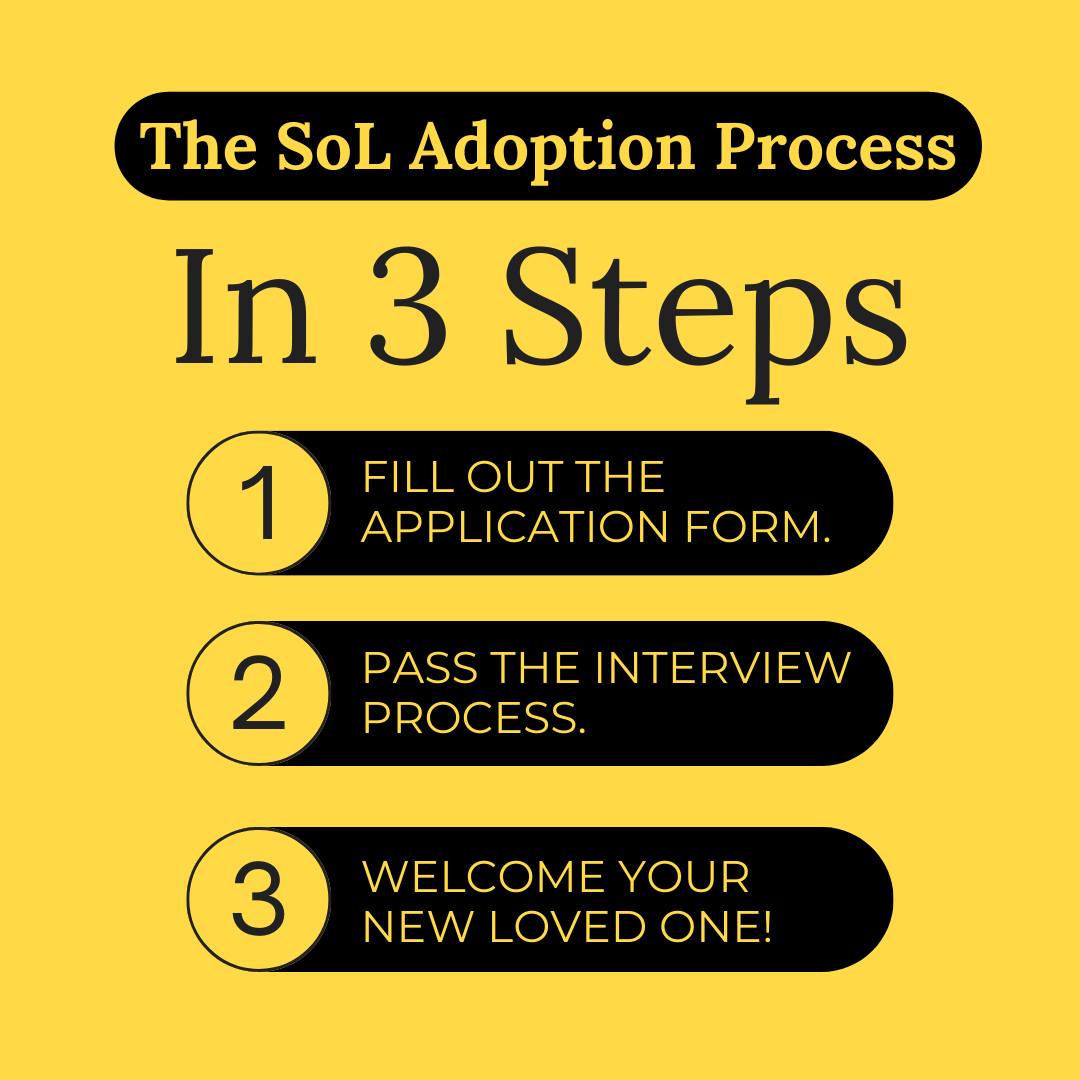 The SoL Adoption Process
In 3 Steps
1
FILL OUT THE
APPLICATION FORM.
2
PASS THE INTERVIEW
PROCESS.
3
WELCOME YOUR
NEW LOVED ONE!